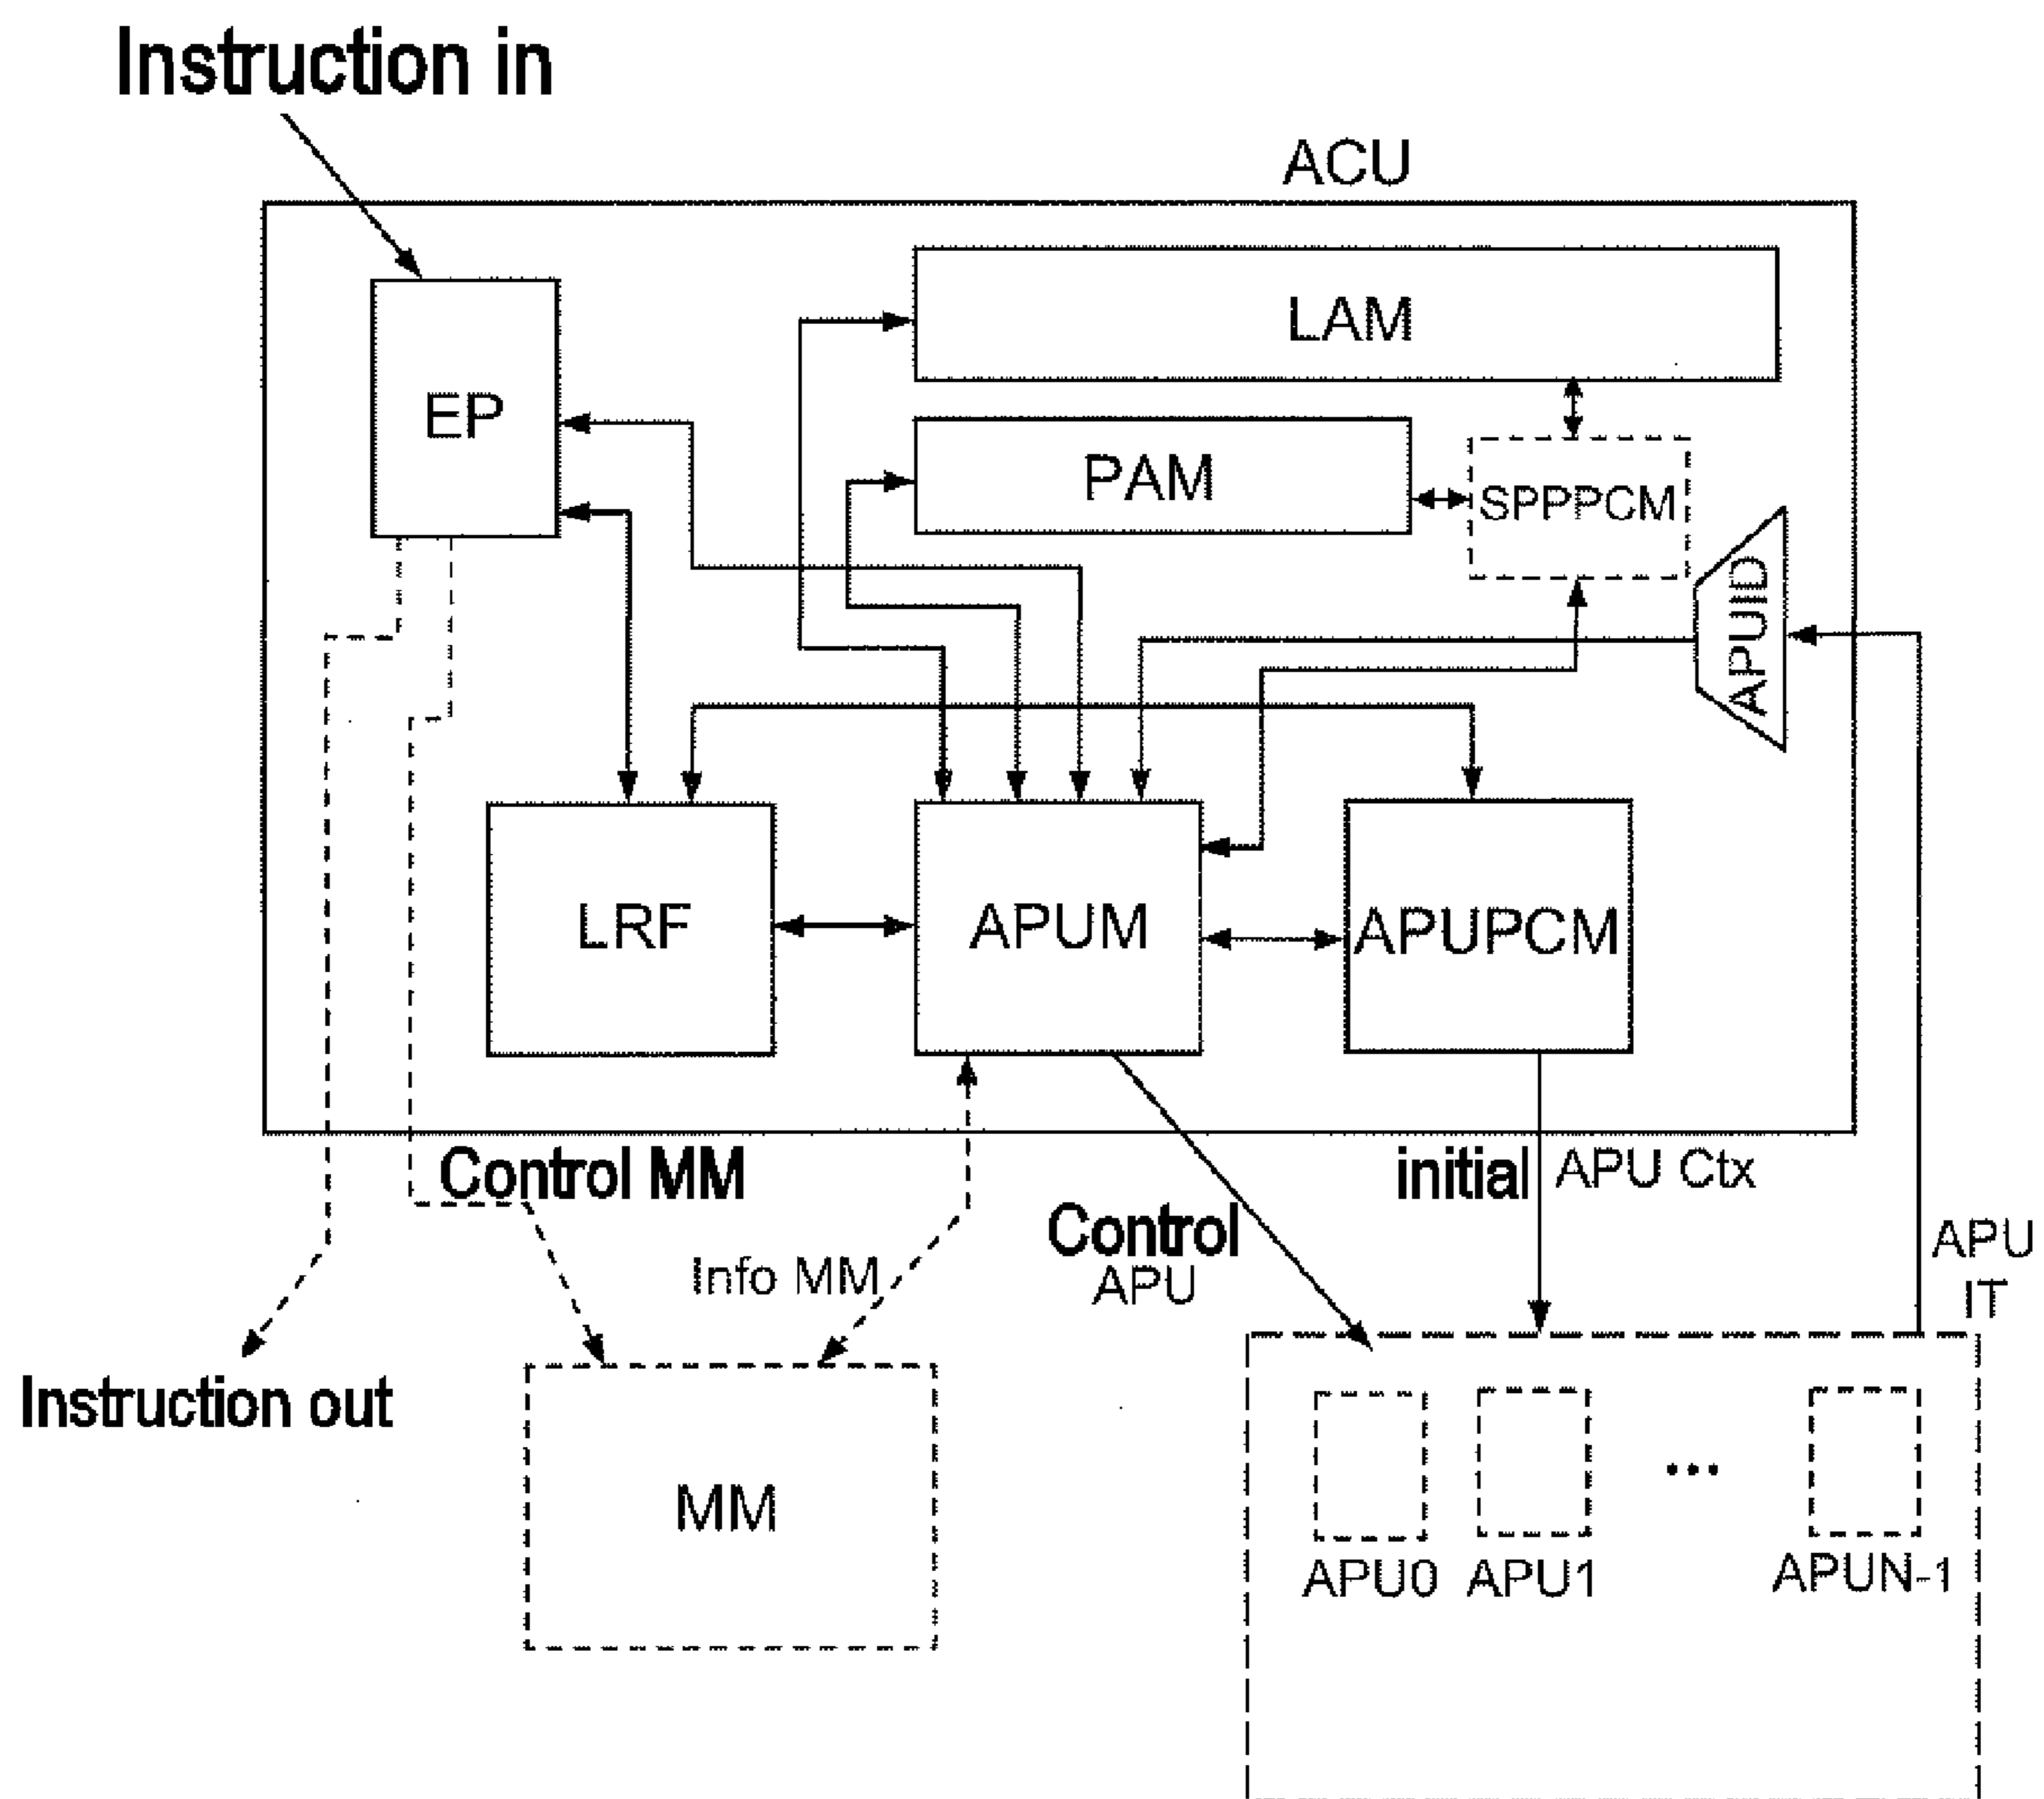 Instruction in
ACU
LAM
EP
PAM
SPPPCM
APUID
LRF
APUM
APUPCM
Control MM
initial
APU Ctx
Control
APU
Info MM
APU
IT
Instruction out
MM
...
APU0
APU1
APUN-1